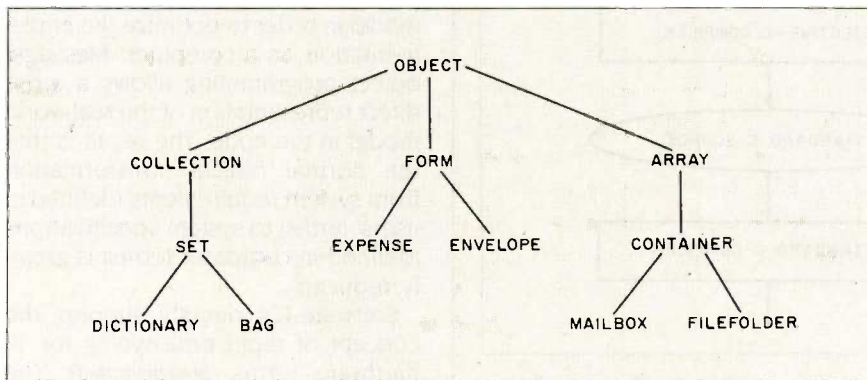 OBJECT
COLLECTION FORM ARRAY
SET EXPENSE ENVELOPE CONTAINER
DICTIONARY BAG MAILBOX FILEFOLDER